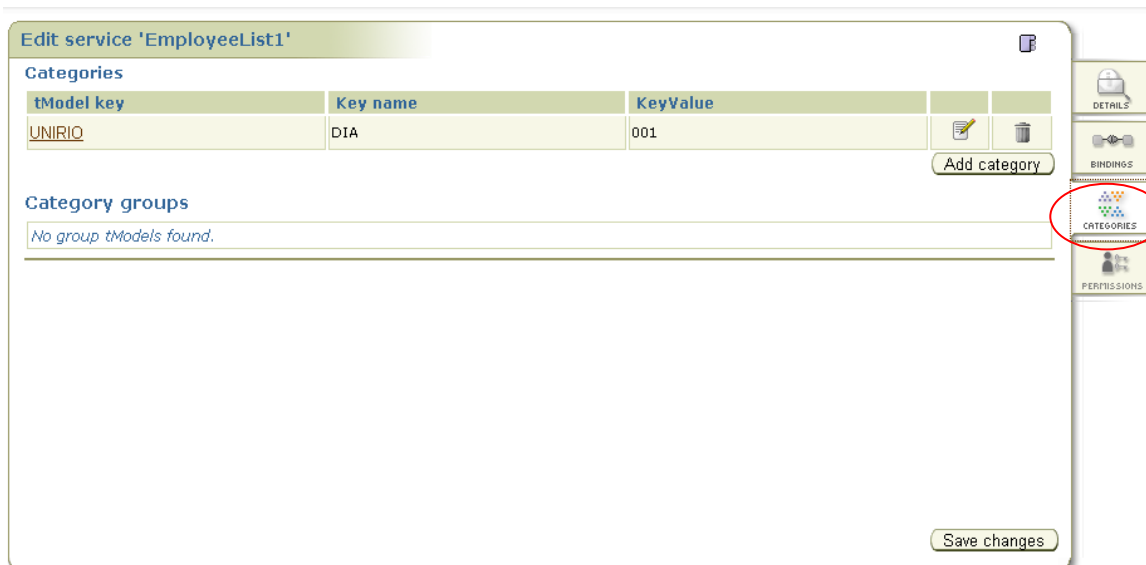 Edit service 'EmployeeList1'
Categories
tModel key Key name KeyValue
UNIRIO DIA 001
Add category
Category groups
No group tModels found.
Save changes
DETAILS
BINDINGS
CATEGORIES
PERMISSIONS